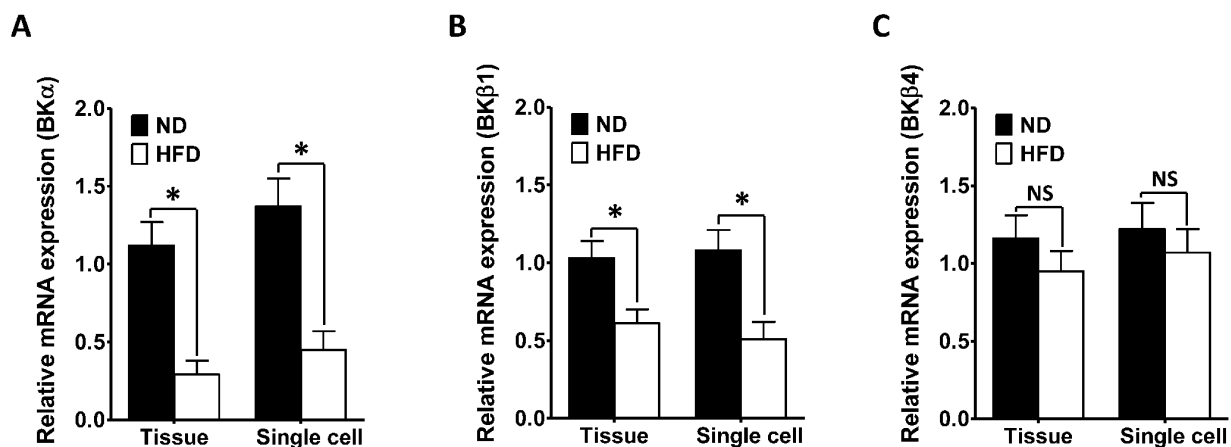 A
Relative mRNA expression (BKα)
2.0
1.5
1.0
0.5
0.0
ND
HFD
*
*
Tissue
Single cell
B
Relative mRNA expression (BKβ1)
2.0
1.5
1.0
0.5
0.0
ND
HFD
*
*
Tissue
Single cell
C
Relative mRNA expression (BKβ4)
2.0
1.5
1.0
0.5
0.0
ND
HFD
NS
NS
Tissue
Single cell